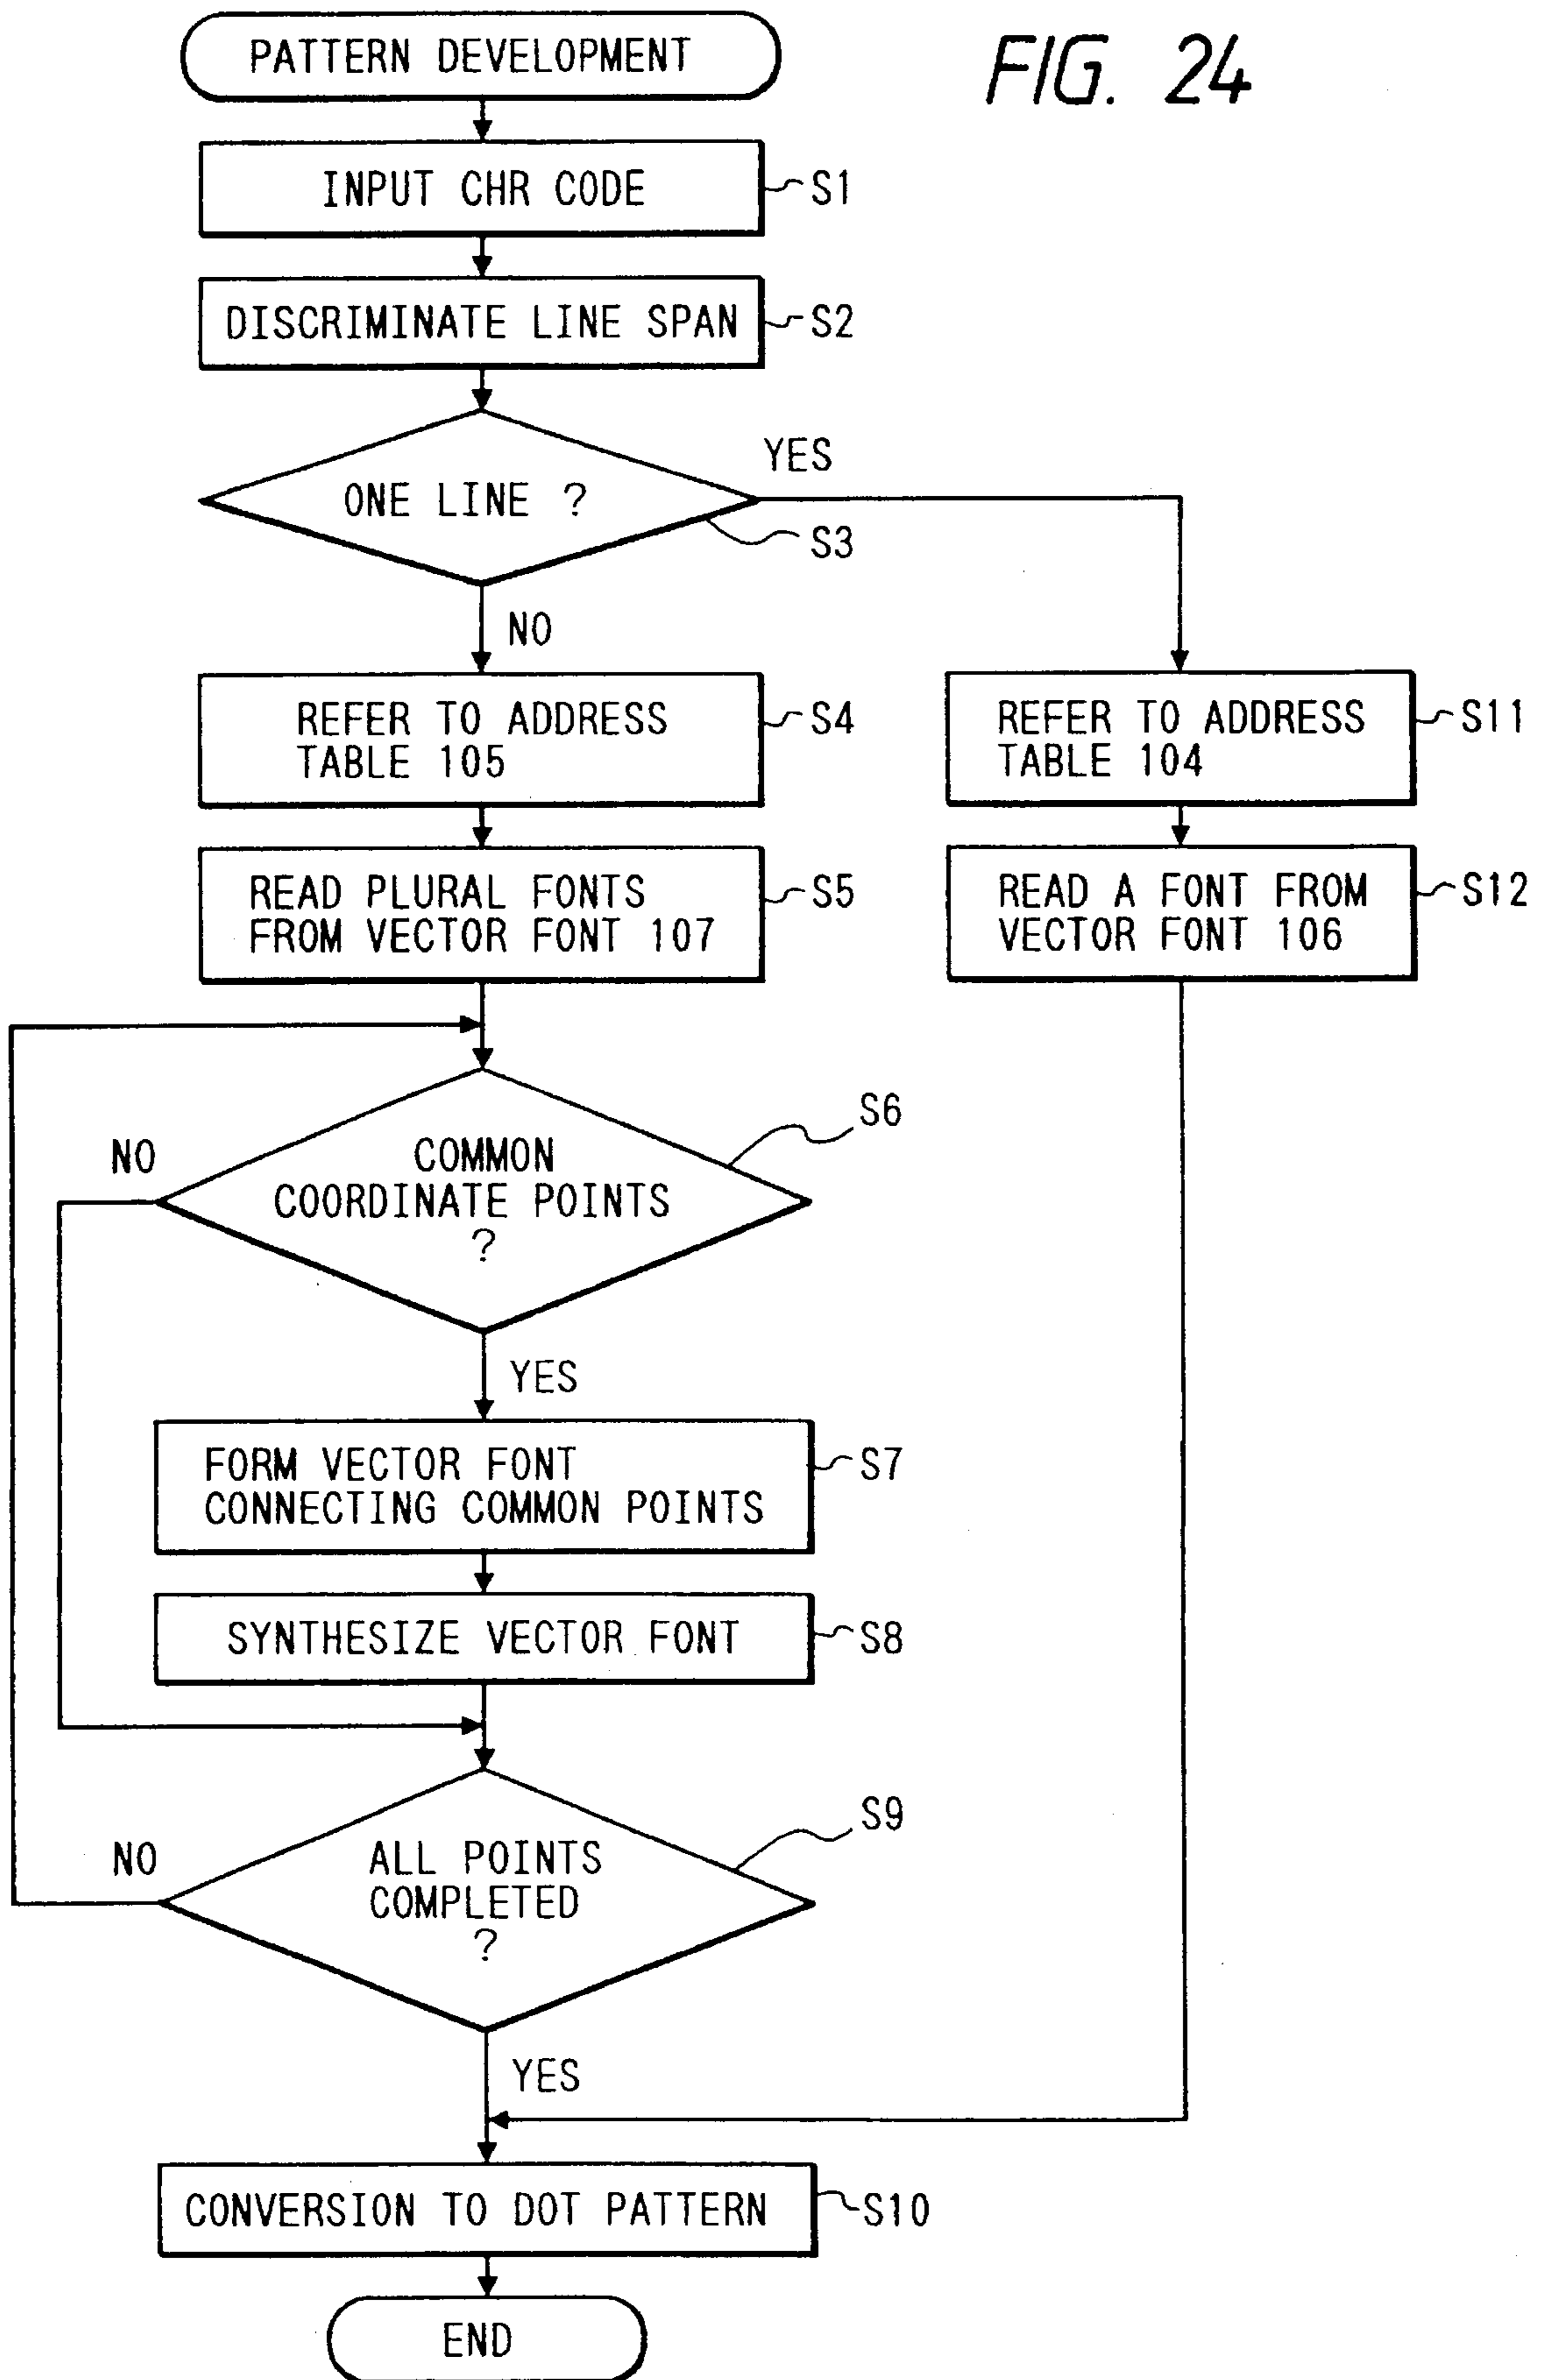 FIG. 24
PATTERN DEVELOPMENT
INPUT CHR CODE
S1
DISCRIMINATE LINE SPAN
S2
ONE LINE ?
YES
S3
NO
REFER TO ADDRESS
TABLE 105
S4
REFER TO ADDRESS
TABLE 104
S11
READ PLURAL FONTS
FROM VECTOR FONT 107
S5
READ A FONT FROM
VECTOR FONT 106
S12
COMMON
COORDINATE POINTS
?
S6
NO
YES
FORM VECTOR FONT
CONNECTING COMMON POINTS
S7
SYNTHESIZE VECTOR FONT
S8
ALL POINTS
COMPLETED
?
S9
NO
YES
CONVERSION TO DOT PATTERN
S10
END